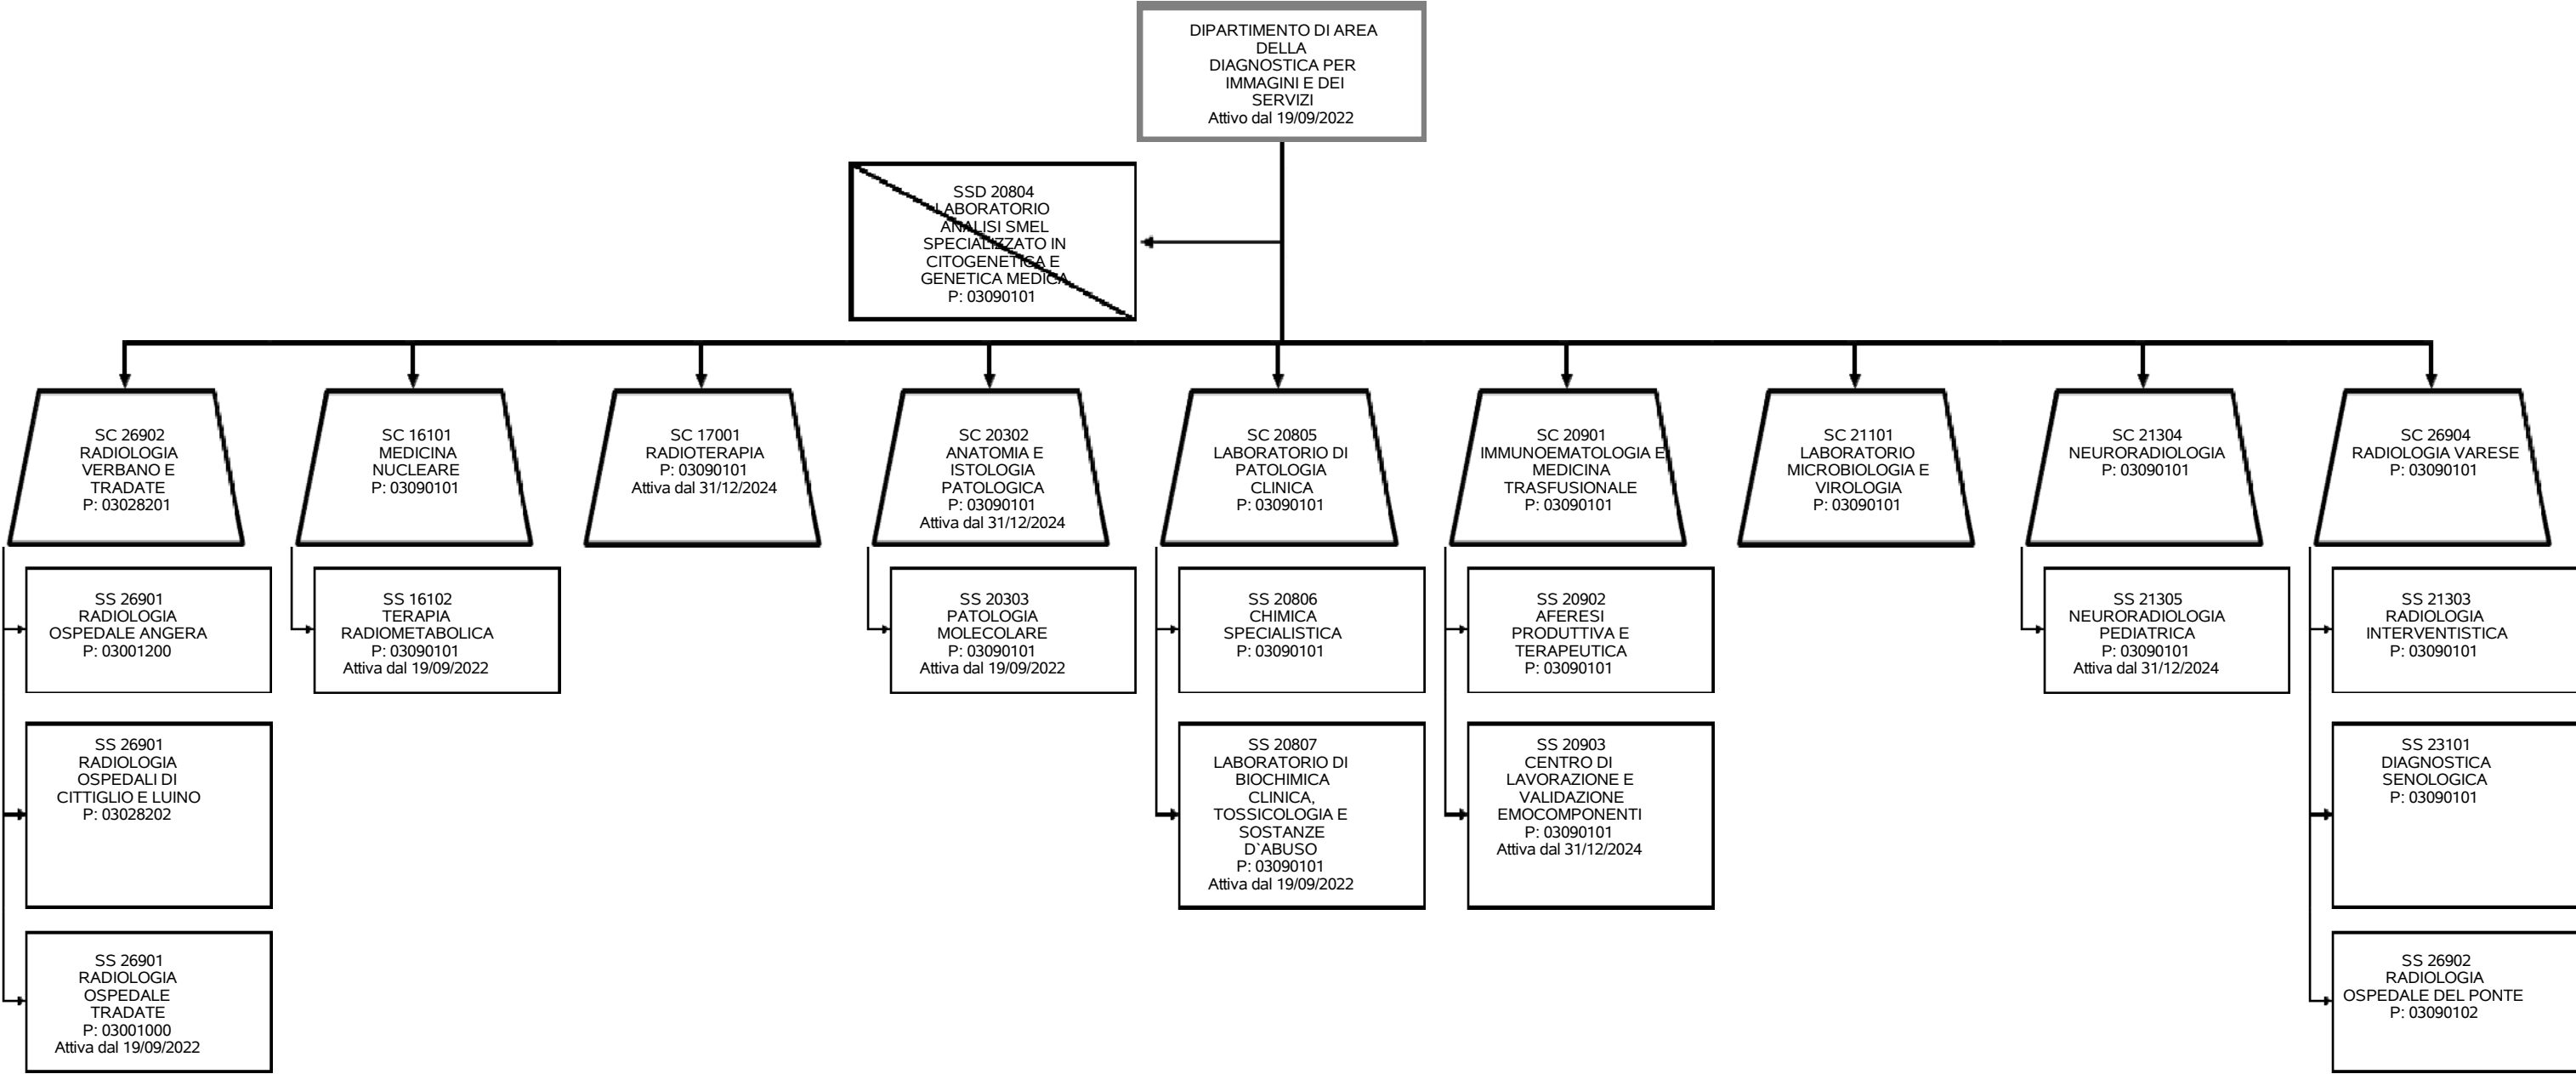 DIPARTIMENTO DI AREA
DELLA
DIAGNOSTICA PER
IMMAGINI E DEI
SERVIZI
Attivo dal 19/09/2022
SSD 20804
LABORATORIO
ANALISI SMEL
SPECIALIZZATO IN
CITOGENETICA E
GENETICA MEDICA
P: 03090101
SC 26902
RADIOLOGIA
VERBANO E
TRADATE
P: 03028201
SC 16101
MEDICINA
NUCLEARE
P: 03090101
SC 17001
RADIOTERAPIA
P: 03090101
Attiva dal 31/12/2024
SC 20302
ANATOMIA E
ISTOLOGIA
PATOLOGICA
P: 03090101
Attiva dal 31/12/2024
SC 20805
LABORATORIO DI
PATOLOGIA
CLINICA
P: 03090101
SC 20901
IMMUNOEMATOLOGIA E
MEDICINA
TRASFUSIONALE
P: 03090101
SC 21101
LABORATORIO
MICROBIOLOGIA E
VIROLOGIA
P: 03090101
SC 21304
NEURORADIOLOGIA
P: 03090101
SC 26904
RADIOLOGIA VARESE
P: 03090101
SS 26901
RADIOLOGIA
OSPEDALE ANGERA
P: 03001200
SS 16102
TERAPIA
RADIOMETABOLICA
P: 03090101
Attiva dal 19/09/2022
SS 20303
PATOLOGIA
MOLECOLARE
P: 03090101
Attiva dal 19/09/2022
SS 20806
CHIMICA
SPECIALISTICA
P: 03090101
SS 20902
AFERESI
PRODUTTIVA E
TERAPEUTICA
P: 03090101
SS 21305
NEURORADIOLOGIA
PEDIATRICA
P: 03090101
Attiva dal 31/12/2024
SS 21303
RADIOLOGIA
INTERVENTISTICA
P: 03090101
SS 26901
RADIOLOGIA
OSPEDALI DI
CITTIGLIO E LUINO
P: 03028202
SS 20807
LABORATORIO DI
BIOCHIMICA
CLINICA,
TOSSICOLOGIA E
SOSTANZE
D`ABUSO
P: 03090101
Attiva dal 19/09/2022
SS 20903
CENTRO DI
LAVORAZIONE E
VALIDAZIONE
EMOCOMPONENTI
P: 03090101
Attiva dal 31/12/2024
SS 23101
DIAGNOSTICA
SENOLOGICA
P: 03090101
SS 26901
RADIOLOGIA
OSPEDALE
TRADATE
P: 03001000
Attiva dal 19/09/2022
SS 26902
RADIOLOGIA
OSPEDALE DEL PONTE
P: 03090102